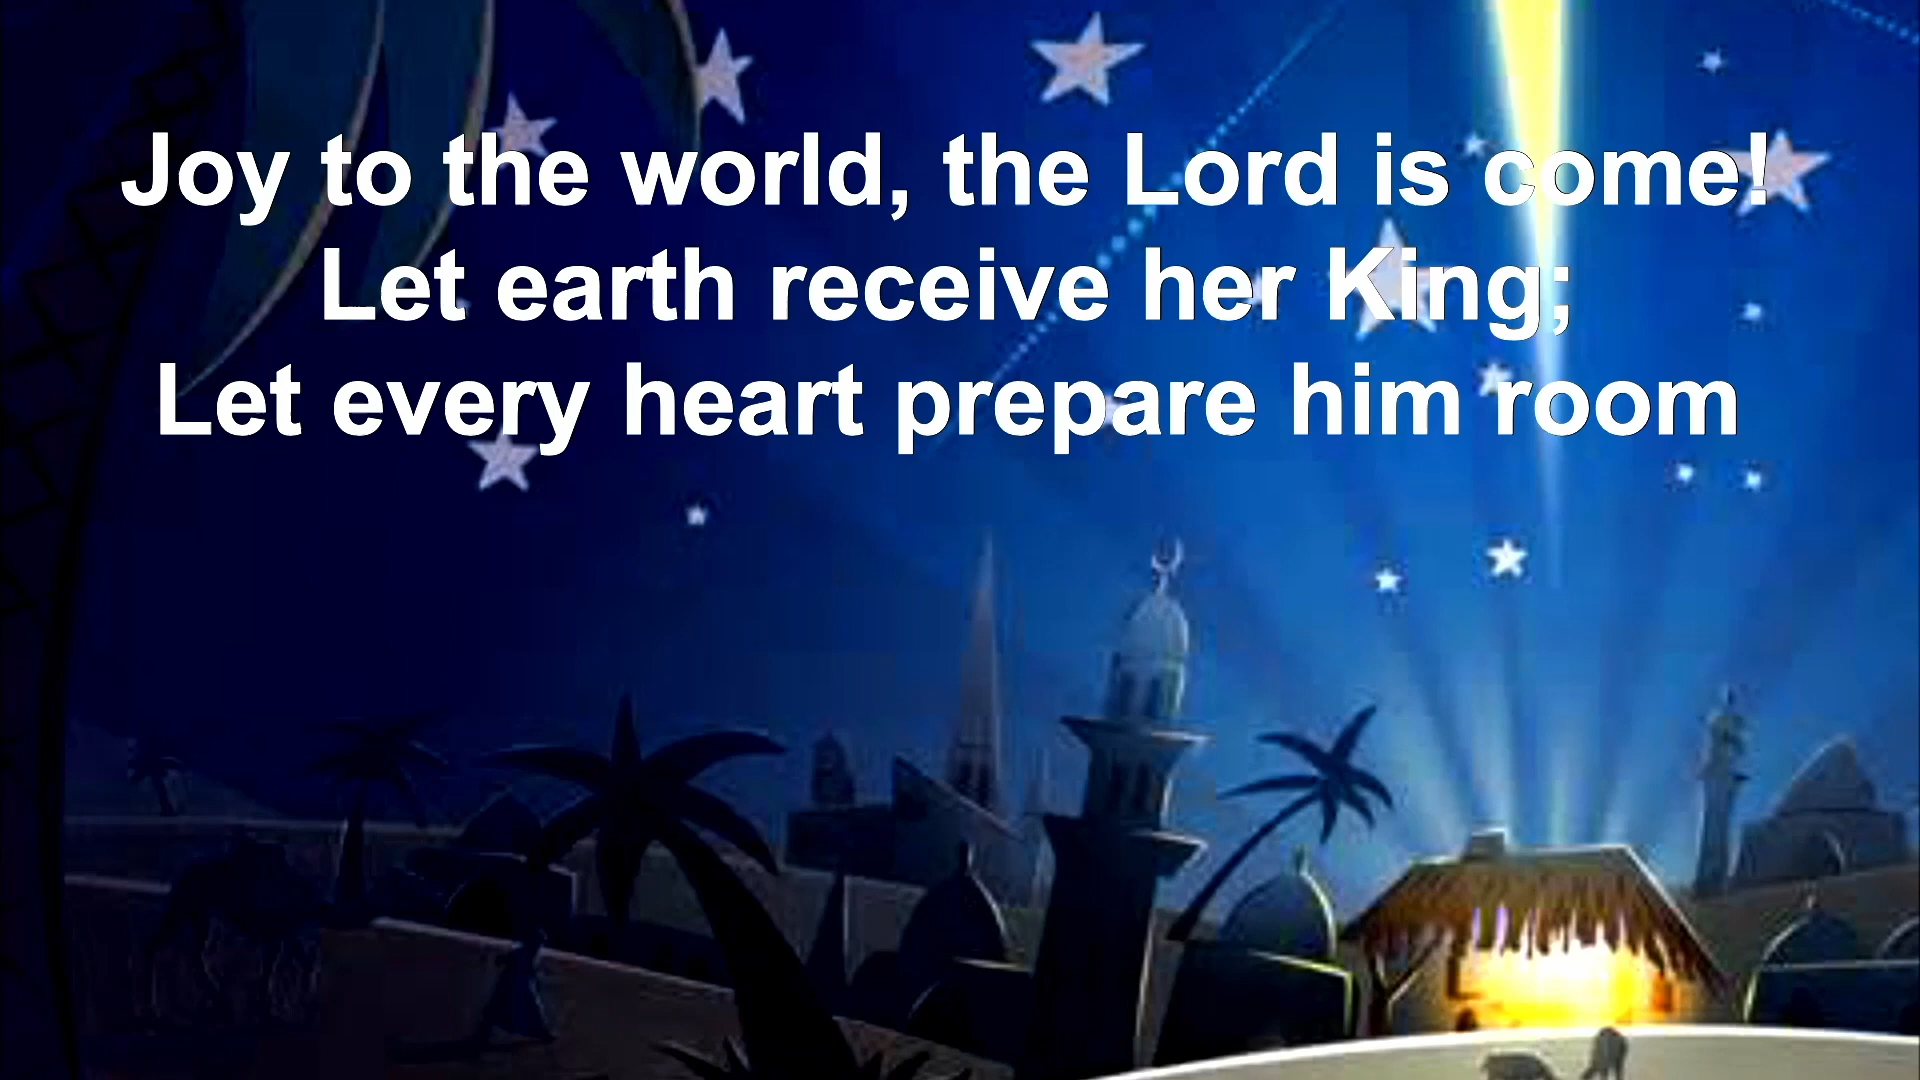 Joy to the world, the Lord is come!
Let earth receive her King;
Let every heart prepare him room